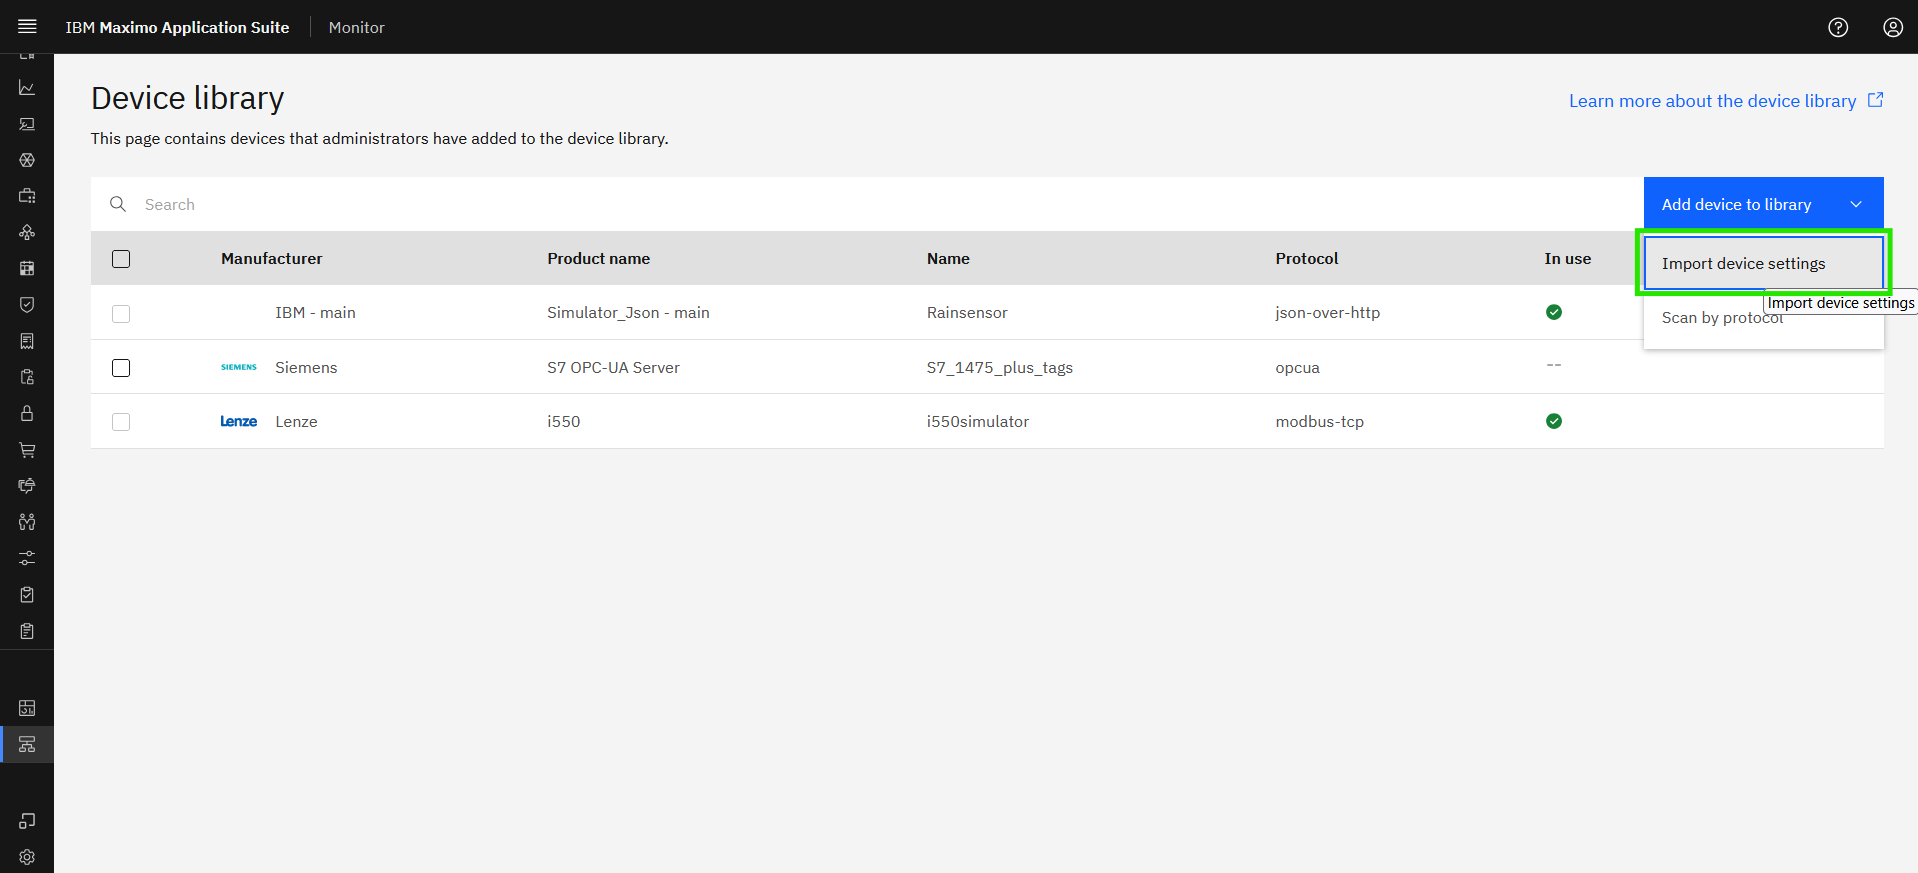 IBM Maximo Application Suite Monitor
Device library
Learn more about the device library
This page contains devices that administrators have added to the device library.
Search
Add device to library
Manufacturer Product name Name Protocol In use
Import device settings
Import device settings
Scan by protocol
IBM - main Simulator_Json - main Rainsensor json-over-http
SIEMENS Siemens S7 OPC-UA Server S7_1475_plus_tags opcua --
Lenze Lenze i550 i550simulator modbus-tcp